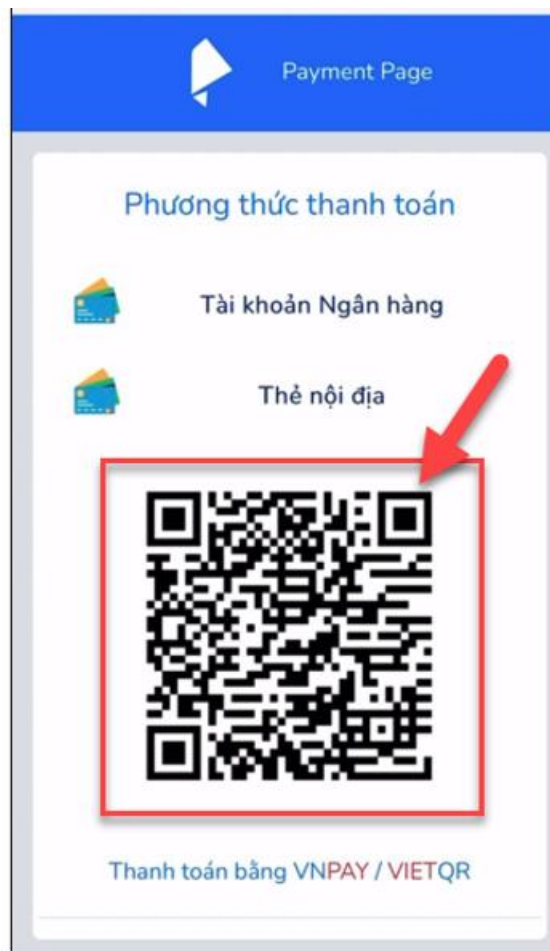 Payment Page
Phương thức thanh toán
Tài khoản Ngân hàng
Thẻ nội địa
Thanh toán bằng VNPAY / VIETQR